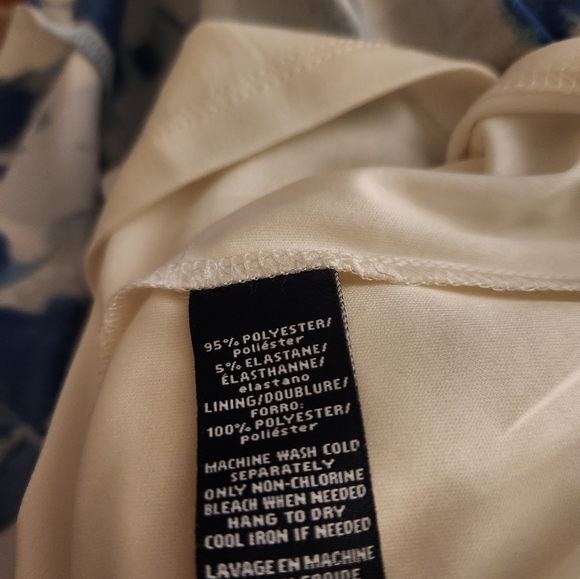 95% POLYESTER/
poliéster
5% ELASTANE/
ÉLASTHANNE/
elastano
LINING/DOUBLURE/
FORRO:
100% POLYESTER/
poliéster
MACHINE WASH COLD
SEPARATELY
ONLY NON-CHLORINE
BLEACH WHEN NEEDED
HANG TO DRY
COOL IRON IF NEEDED
LAVAGE EN MACHINE
FROIDE